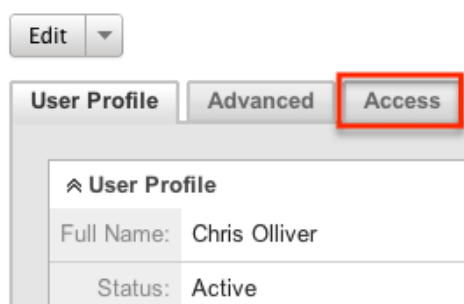 Edit
User Profile Advanced Access
User Profile
Full Name: Chris Olliver
Status: Active